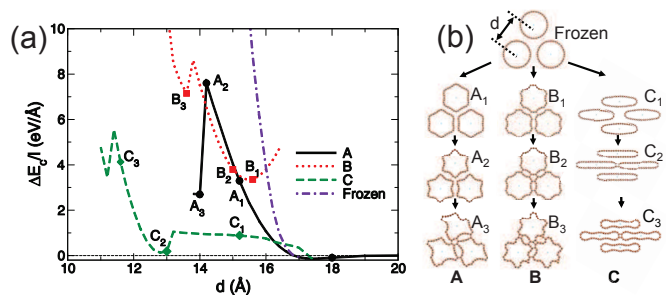 (a)
ΔE_c/l (eV/Å)
10
8
6
4
2
0
10 12 14 16 18 20
d (Å)
A₂
B₃
B₂
B₁
A₁
A₃
C₃
C₂
C₁
A
B
C
Frozen
(b)
d
Frozen
A₁
B₁
C₁
A₂
B₂
C₂
A₃
B₃
C₃
A B C